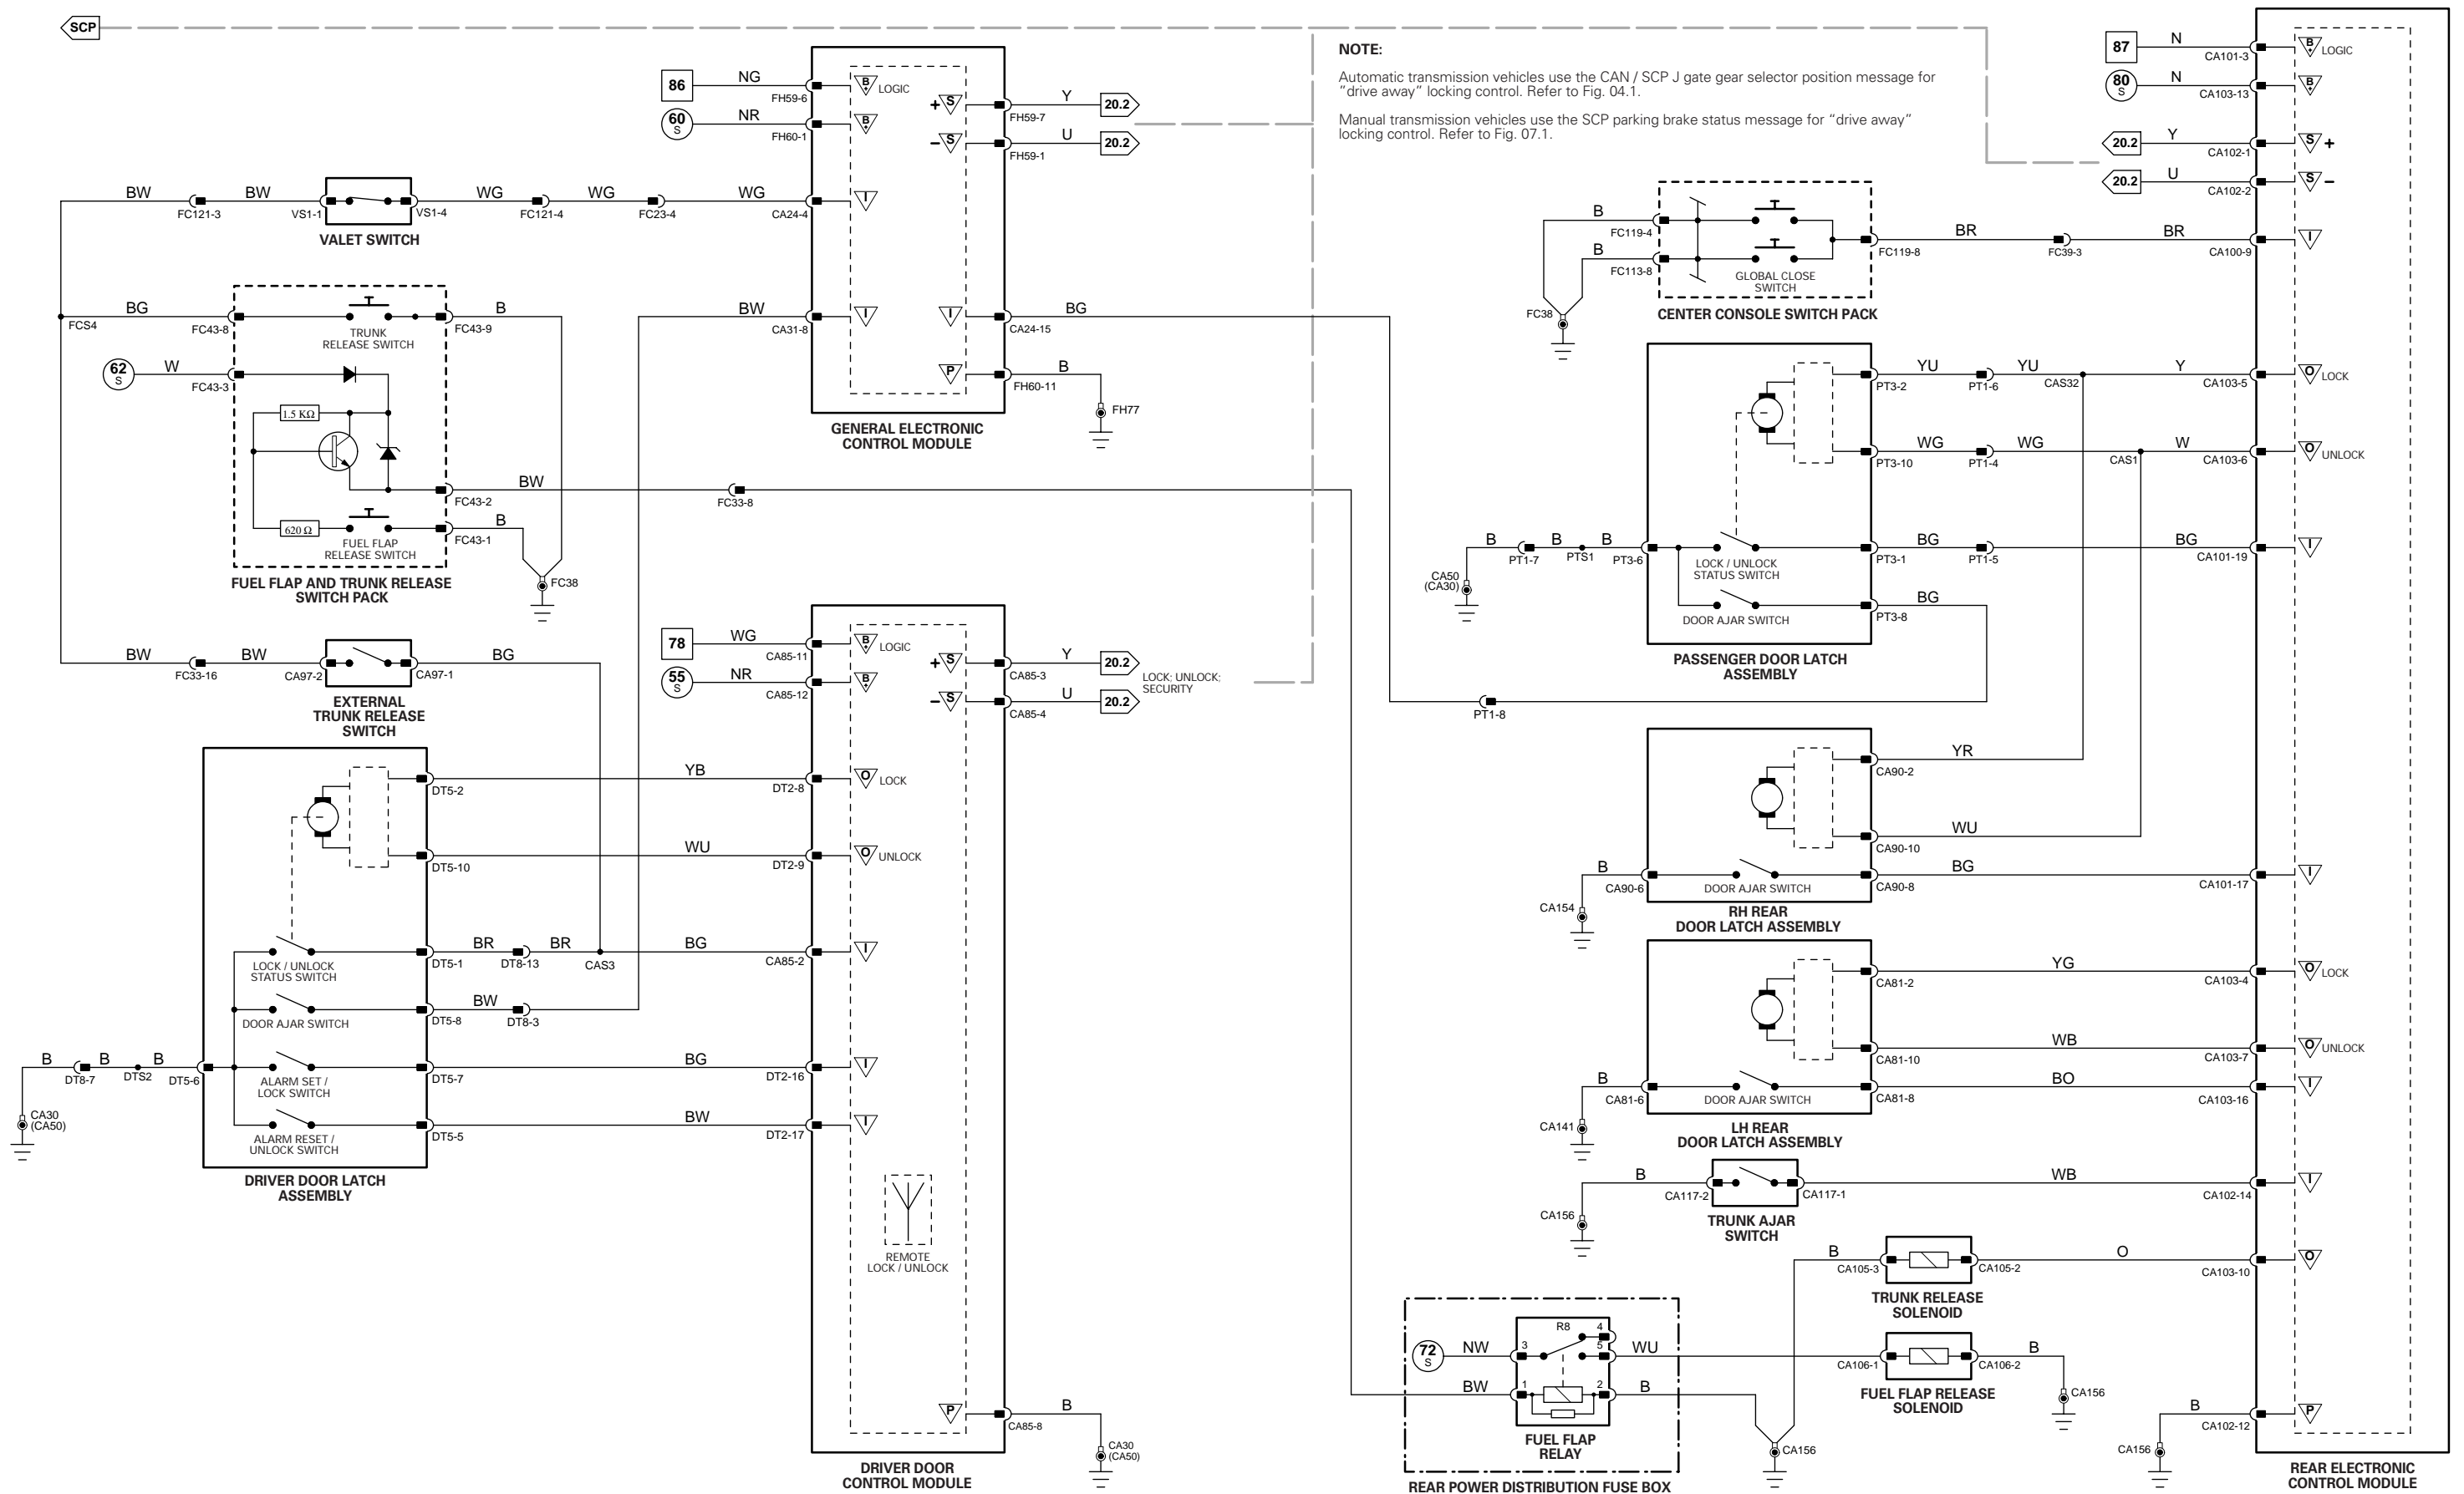 SCP
86
NG
FH59-6
B+
LOGIC
60
S
NR
FH60-1
B+
+
S
FH59-7
Y
20.2
–
S
FH59-1
U
20.2
BW
FC121-3
BW
VS1-1
VS1-4
WG
FC121-4
WG
FC23-4
WG
CA24-4
I
VALET SWITCH
FCS4
BG
FC43-8
FC43-9
B
TRUNK
RELEASE SWITCH
62
S
W
FC43-3
1.5 KΩ
FC43-2
BW
FC33-8
620 Ω
B
FC43-1
FUEL FLAP
RELEASE SWITCH
FC38
FUEL FLAP AND TRUNK RELEASE
SWITCH PACK
BW
CA31-8
I
I
CA24-15
BG
P
FH60-11
B
FH77
GENERAL ELECTRONIC
CONTROL MODULE
BW
FC33-16
BW
CA97-2
CA97-1
BG
EXTERNAL
TRUNK RELEASE
SWITCH
78
WG
CA85-11
B+
LOGIC
55
S
NR
CA85-12
B+
+
S
CA85-3
Y
20.2
LOCK; UNLOCK;
SECURITY
–
S
CA85-4
U
20.2
DT5-2
YB
DT2-8
O
LOCK
DT5-10
WU
DT2-9
O
UNLOCK
LOCK / UNLOCK
STATUS SWITCH
DT5-1
BR
DT8-13
BR
CAS3
BG
CA85-2
I
DOOR AJAR SWITCH
DT5-8
BW
DT8-3
B
DT8-7
B
DTS2
B
DT5-6
CA30
(CA50)
ALARM SET /
LOCK SWITCH
DT5-7
BG
DT2-16
I
ALARM RESET /
UNLOCK SWITCH
DT5-5
BW
DT2-17
I
DRIVER DOOR LATCH
ASSEMBLY
REMOTE
LOCK / UNLOCK
P
CA85-8
B
CA30
(CA50)
DRIVER DOOR
CONTROL MODULE
NOTE:
Automatic transmission vehicles use the CAN / SCP J gate gear selector position message for
“drive away” locking control. Refer to Fig. 04.1.
Manual transmission vehicles use the SCP parking brake status message for “drive away”
locking control. Refer to Fig. 07.1.
87
N
CA101-3
B+
LOGIC
80
S
N
CA103-13
B+
20.2
Y
CA102-1
S
+
20.2
U
CA102-2
S
–
B
FC119-4
B
FC113-8
FC38
GLOBAL CLOSE
SWITCH
FC119-8
BR
FC39-3
BR
CA100-9
I
CENTER CONSOLE SWITCH PACK
PT3-2
YU
PT1-6
YU
CAS32
Y
CA103-5
O
LOCK
PT3-10
WG
PT1-4
WG
CAS1
W
CA103-6
O
UNLOCK
CA50
(CA30)
B
PT1-7
B
PTS1
B
PT3-6
LOCK / UNLOCK
STATUS SWITCH
PT3-1
BG
PT1-5
BG
CA101-19
I
DOOR AJAR SWITCH
PT3-8
BG
PASSENGER DOOR LATCH
ASSEMBLY
PT1-8
CA90-2
YR
CA90-10
WU
B
CA90-6
CA154
DOOR AJAR SWITCH
CA90-8
BG
CA101-17
I
RH REAR
DOOR LATCH ASSEMBLY
CA81-2
YG
CA103-4
O
LOCK
CA81-10
WB
CA103-7
O
UNLOCK
B
CA81-6
CA141
DOOR AJAR SWITCH
CA81-8
BO
CA103-16
I
LH REAR
DOOR LATCH ASSEMBLY
B
CA117-2
CA117-1
WB
CA102-14
I
CA156
TRUNK AJAR
SWITCH
B
CA105-3
CA105-2
O
CA103-10
O
TRUNK RELEASE
SOLENOID
72
S
NW
3
R8
4
5
WU
CA106-1
CA106-2
B
CA156
FUEL FLAP RELEASE
SOLENOID
BW
1
2
B
CA156
FUEL FLAP
RELAY
REAR POWER DISTRIBUTION FUSE BOX
B
CA102-12
P
CA156
REAR ELECTRONIC
CONTROL MODULE